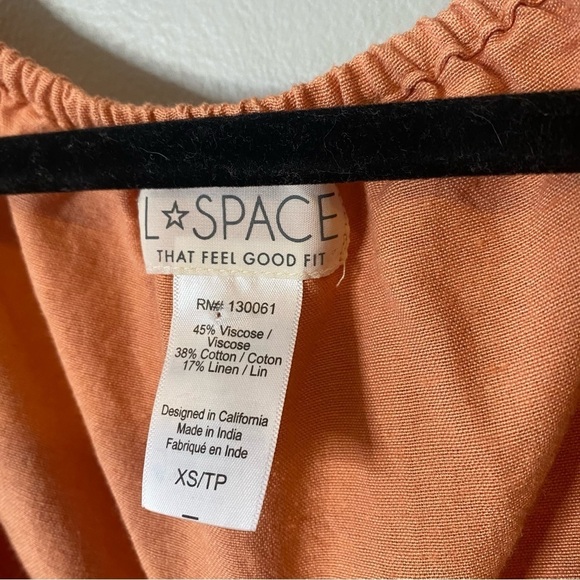 L☆SPACE
THAT FEEL GOOD FIT
RN# 130061
45% Viscose /
Viscose
38% Cotton / Coton
17% Linen / Lin
Designed in California
Made in India
Fabriqué en Inde
XS/TP